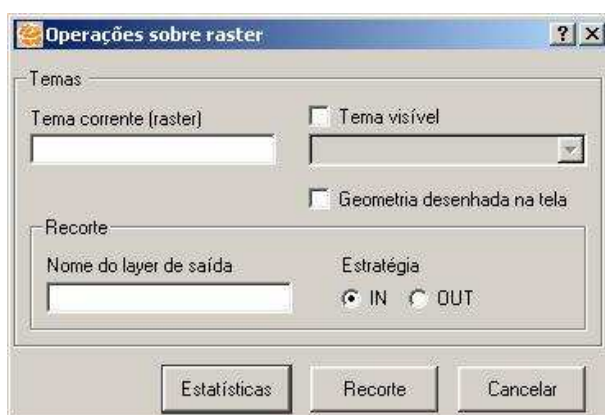 Operações sobre raster
Temas
Tema corrente (raster)
Tema visível
Geometria desenhada na tela
Recorte
Nome do layer de saída
Estratégia
IN OUT
Estatísticas Recorte Cancelar